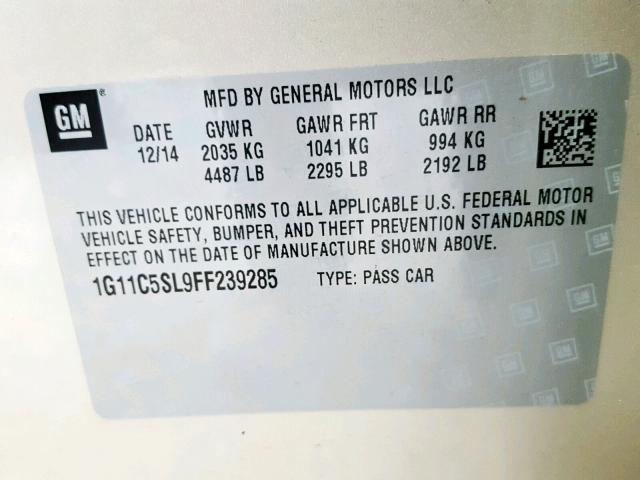 GM
®
MFD BY GENERAL MOTORS LLC
DATE GVWR GAWR FRT GAWR RR
12/14 2035 KG 1041 KG 994 KG
4487 LB 2295 LB 2192 LB
THIS VEHICLE CONFORMS TO ALL APPLICABLE U.S. FEDERAL MOTOR
VEHICLE SAFETY, BUMPER, AND THEFT PREVENTION STANDARDS IN
EFFECT ON THE DATE OF MANUFACTURE SHOWN ABOVE.
1G11C5SL9FF239285 TYPE: PASS CAR